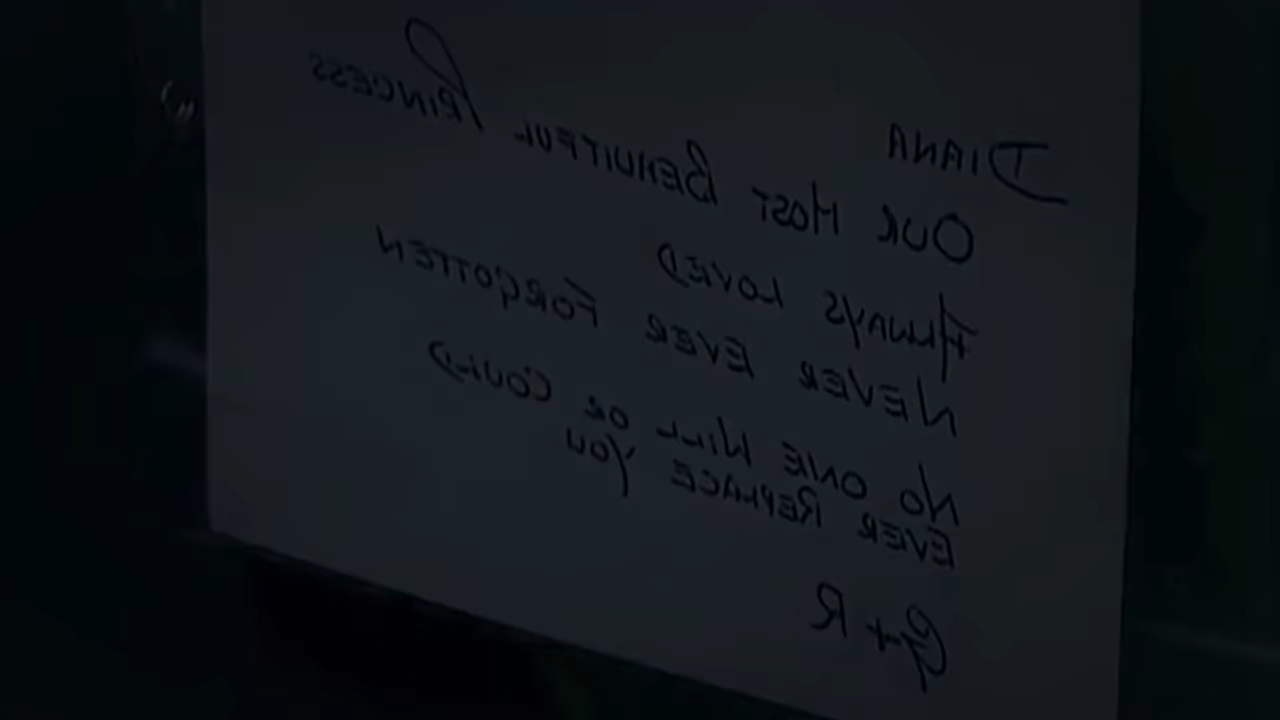 DIANA
OUR MOST BEAUTIFUL PRINCESS
ALWAYS LOVED
NEVER EVER FORGOTTEN
NO ONE WILL OR COULD
EVER REPLACE YOU
G+R